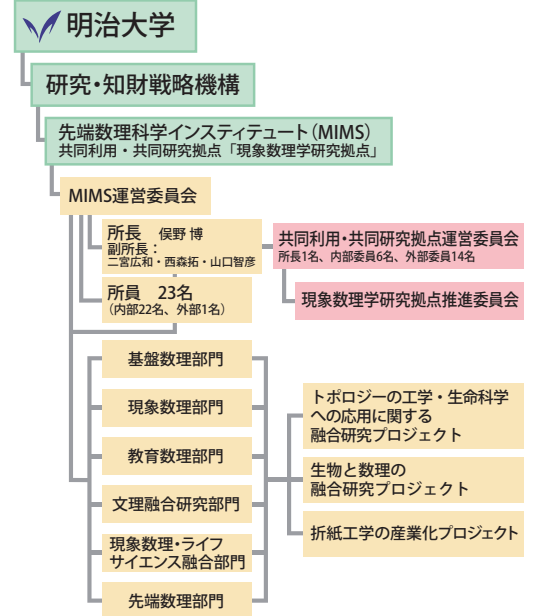 明治大学
研究・知財戦略機構
先端数理科学インスティテュート（MIMS）
共同利用・共同研究拠点「現象数理学研究拠点」
MIMS運営委員会
所長　俣野 博
副所長：
二宮広和・西森拓・山口智彦
共同利用・共同研究拠点運営委員会
所長1名、内部委員6名、外部委員14名
所員　23名
（内部22名、外部1名）
現象数理学研究拠点推進委員会
基盤数理部門
現象数理部門
教育数理部門
文理融合研究部門
現象数理・ライフ
サイエンス融合部門
先端数理部門
トポロジーの工学・生命科学
への応用に関する
融合研究プロジェクト
生物と数理の
融合研究プロジェクト
折紙工学の産業化プロジェクト